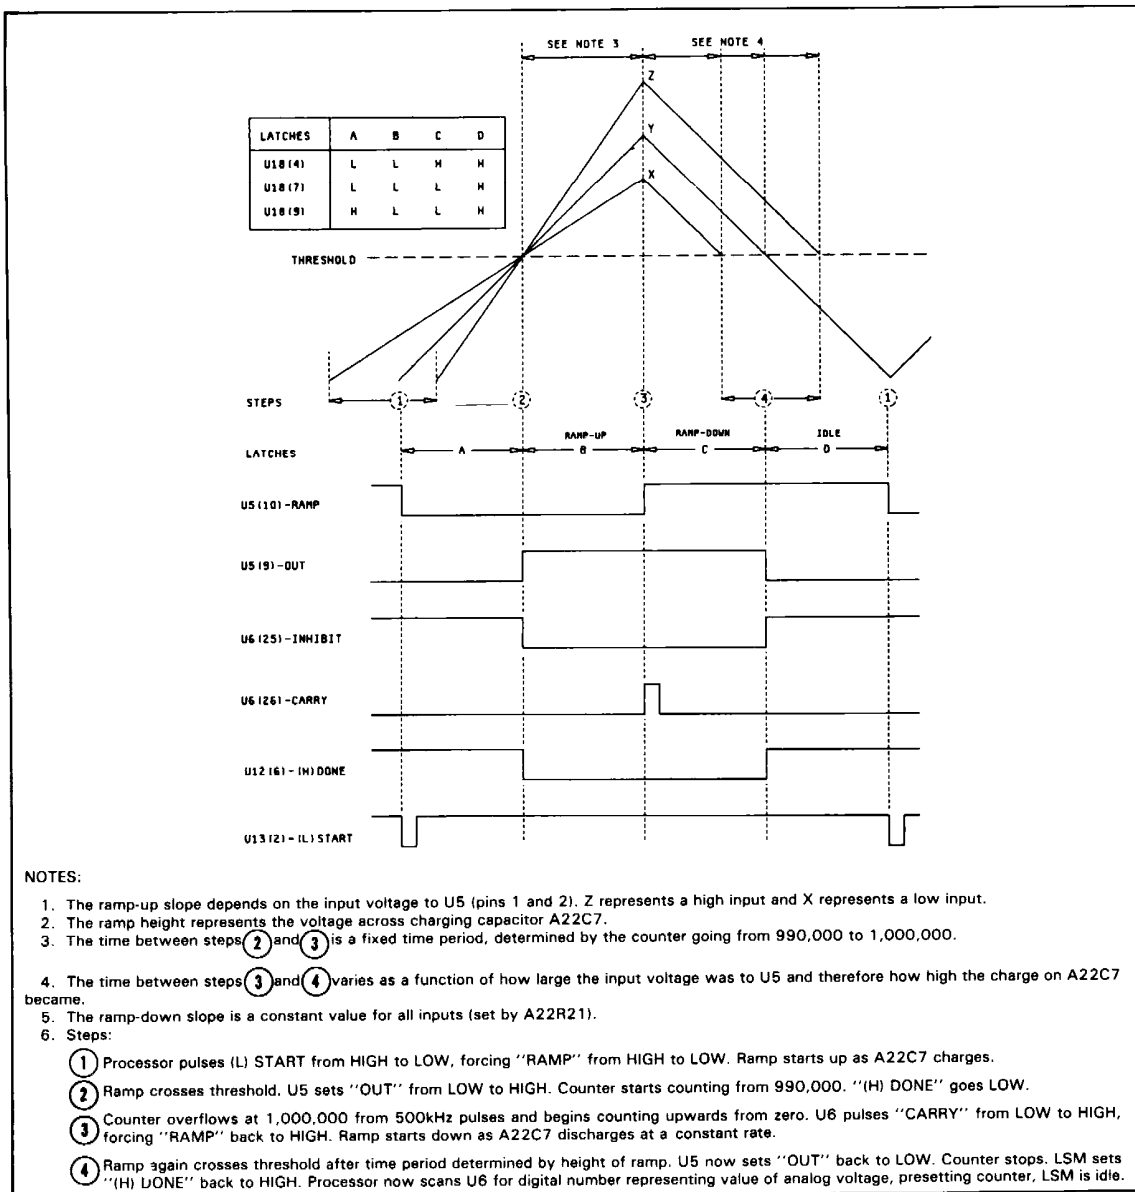 SEE NOTE 3 SEE NOTE 4
Z
Y
X
LATCHES A B C D
U18(4) L L H H
U18(7) L L L H
U18(9) H L L H
THRESHOLD
STEPS 1 2 3 4 1
RAMP-UP RAMP-DOWN IDLE
LATCHES A B C D
U5(10)-RAMP
U5(9)-OUT
U6(25)-INHIBIT
U6(26)-CARRY
U12(6)-(H)DONE
U13(2)-(L)START
NOTES:
1. The ramp-up slope depends on the input voltage to U5 (pins 1 and 2). Z represents a high input and X represents a low input.
2. The ramp height represents the voltage across charging capacitor A22C7.
3. The time between steps 2 and 3 is a fixed time period, determined by the counter going from 990,000 to 1,000,000.
4. The time between steps 3 and 4 varies as a function of how large the input voltage was to U5 and therefore how high the charge on A22C7
became.
5. The ramp-down slope is a constant value for all inputs (set by A22R21).
6. Steps:
1 Processor pulses (L) START from HIGH to LOW, forcing "RAMP" from HIGH to LOW. Ramp starts up as A22C7 charges.
2 Ramp crosses threshold. U5 sets "OUT" from LOW to HIGH. Counter starts counting from 990,000. "(H) DONE" goes LOW.
3 Counter overflows at 1,000,000 from 500kHz pulses and begins counting upwards from zero. U6 pulses "CARRY" from LOW to HIGH,
forcing "RAMP" back to HIGH. Ramp starts down as A22C7 discharges at a constant rate.
4 Ramp again crosses threshold after time period determined by height of ramp. U5 now sets "OUT" back to LOW. Counter stops. LSM sets
"(H) DONE" back to HIGH. Processor now scans U6 for digital number representing value of analog voltage, presetting counter, LSM is idle.